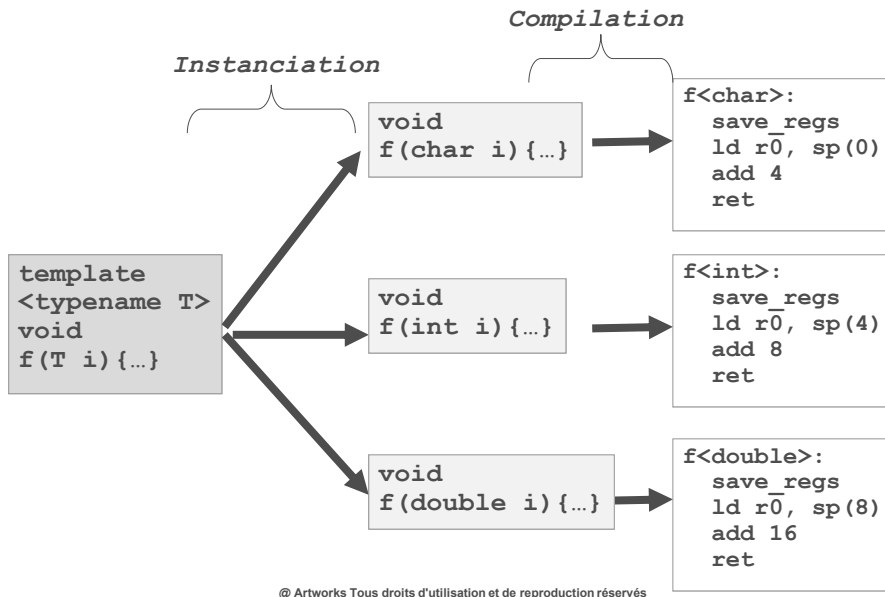 Compilation
Instanciation
template
<typename T>
void
f(T i){…}
void
f(char i){…}
void
f(int i){…}
void
f(double i){…}
f<char>:
save_regs
ld r0, sp(0)
add 4
ret
f<int>:
save_regs
ld r0, sp(4)
add 8
ret
f<double>:
save_regs
ld r0, sp(8)
add 16
ret
@ Artworks Tous droits d'utilisation et de reproduction réservés